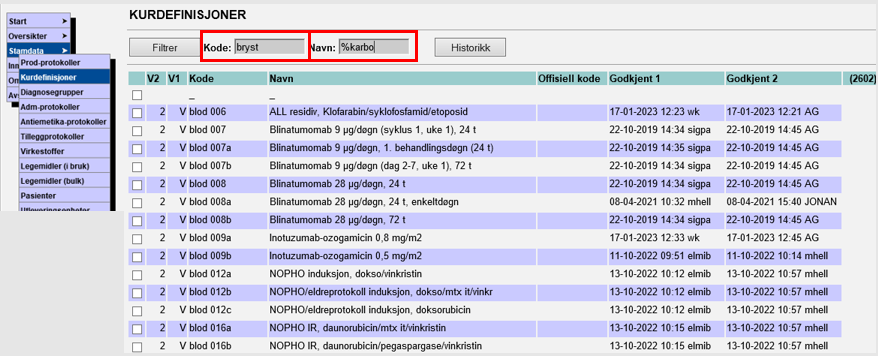 KURDEFINISJONER
Start
Oversikter
Stamdata
Prod-protokoller
Kurdefinisjoner
Diagnosegrupper
Adm-protokoller
Antiemetika-protokoller
Tilleggprotokoller
Virkestoffer
Legemidler (i bruk)
Legemidler (bulk)
Pasienter
Utleveringsenheter
Filtrer Kode: bryst Navn: %karbo Historikk
V2 V1 Kode Navn Offisiell kode Godkjent 1 Godkjent 2 (2602)
_ _
2 V blod 006 ALL residiv, Klofarabin/syklofosfamid/etoposid 17-01-2023 12:23 wk 17-01-2023 12:21 AG
2 V blod 007 Blinatumomab 9 µg/døgn (syklus 1, uke 1), 24 t 22-10-2019 14:34 sigpa 22-10-2019 14:45 AG
2 V blod 007a Blinatumomab 9 µg/døgn, 1. behandlingsdøgn (24 t) 22-10-2019 14:35 sigpa 22-10-2019 14:45 AG
2 V blod 007b Blinatumomab 9 µg/døgn (dag 2-7, uke 1), 72 t 22-10-2019 14:34 sigpa 22-10-2019 14:45 AG
2 V blod 008 Blinatumomab 28 µg/døgn, 24 t 22-10-2019 14:34 sigpa 22-10-2019 14:45 AG
2 V blod 008a Blinatumomab 28 µg/døgn, 24 t, enkeltdøgn 08-04-2021 10:32 mhell 08-04-2021 15:40 JONAN
2 V blod 008b Blinatumomab 28 µg/døgn, 72 t 22-10-2019 14:34 sigpa 22-10-2019 14:45 AG
2 V blod 009a Inotuzumab-ozogamicin 0,8 mg/m2 17-01-2023 12:33 wk 17-01-2023 12:45 AG
2 V blod 009b Inotuzumab-ozogamicin 0,5 mg/m2 11-10-2022 09:51 elmib 11-10-2022 10:14 mhell
2 V blod 012a NOPHO induksjon, dokso/vinkristin 13-10-2022 10:12 elmib 13-10-2022 10:57 mhell
2 V blod 012b NOPHO/eldreprotokoll induksjon, dokso/mtx it/vinkr 13-10-2022 10:12 elmib 13-10-2022 10:57 mhell
2 V blod 012c NOPHO/eldreprotokoll induksjon, doksorubicin 13-10-2022 10:12 elmib 13-10-2022 10:57 mhell
2 V blod 016a NOPHO IR, daunorubicin/mtx it/vinkristin 13-10-2022 10:15 elmib 13-10-2022 10:57 mhell
2 V blod 016b NOPHO IR, daunorubicin/pegaspargase/vinkristin 13-10-2022 10:15 elmib 13-10-2022 10:57 mhell